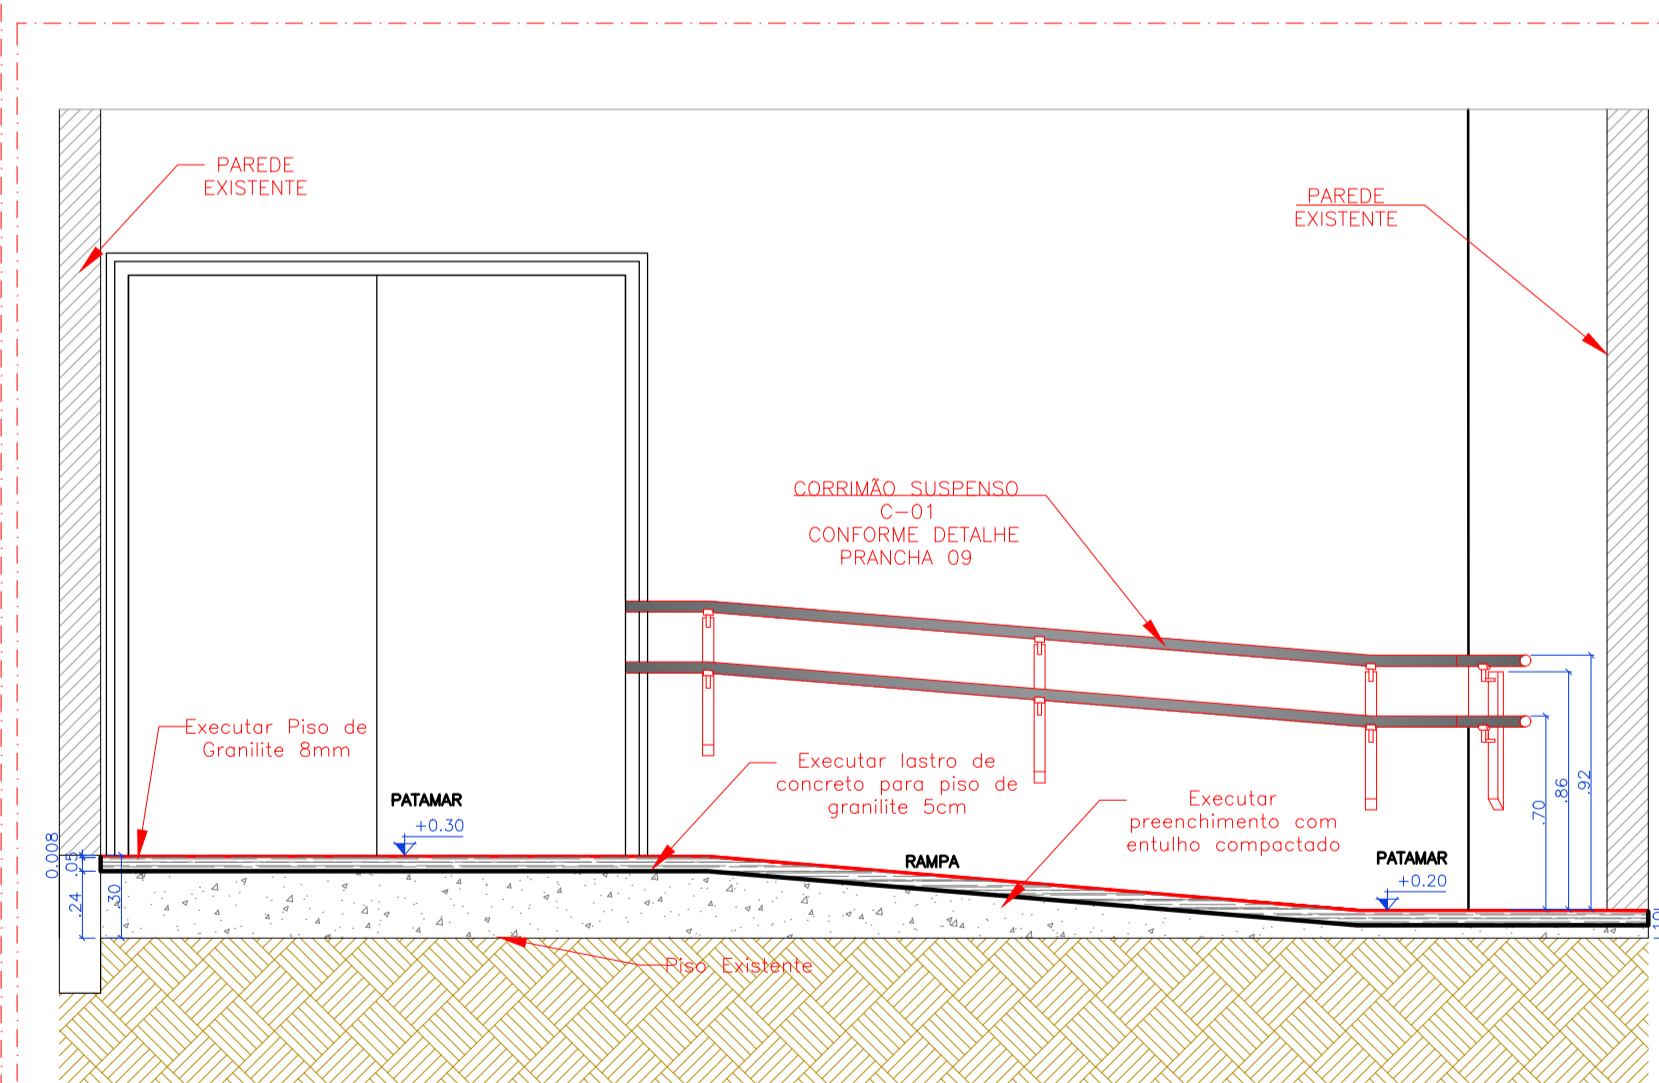 PAREDE
EXISTENTE
PAREDE
EXISTENTE
CORRIMÃO SUSPENSO
C-01
CONFORME DETALHE
PRANCHA 09
Executar Piso de
Granilite 8mm
Executar lastro de
concreto para piso de
granilite 5cm
Executar
preenchimento com
entulho compactado
PATAMAR
+0.30
RAMPA
PATAMAR
+0.20
.70
.86
.92
0.008
.05
.24
.30
Piso Existente